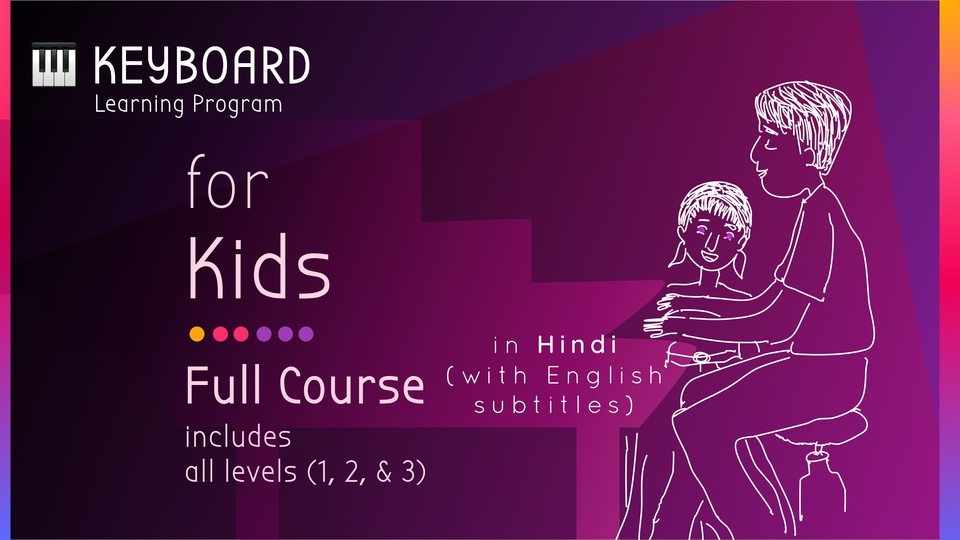 KEYBOARD
Learning Program
for
Kids
Full Course
includes
all levels (1, 2, & 3)
in Hindi
(with English
subtitles)